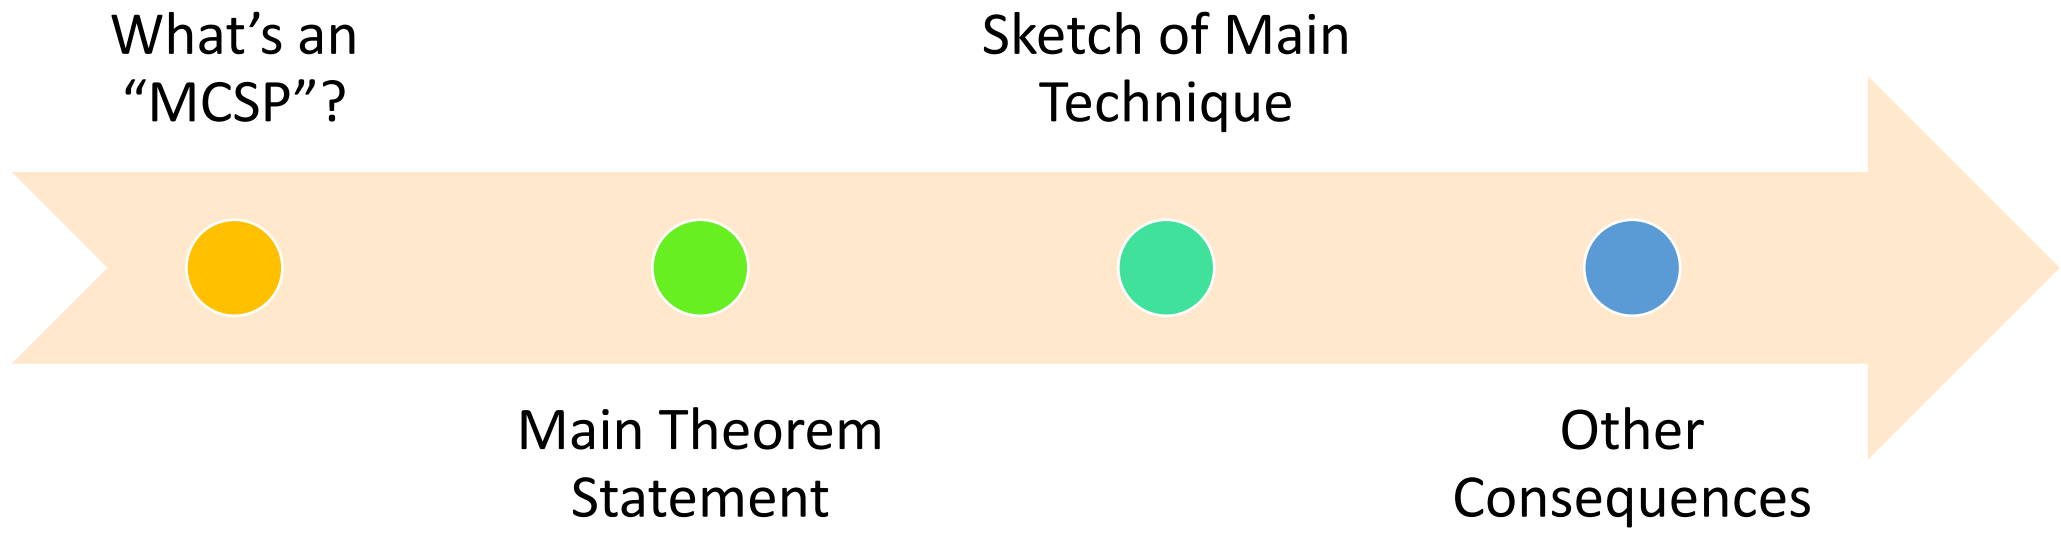 What’s an
“MCSP”?
Main Theorem
Statement
Sketch of Main
Technique
Other
Consequences